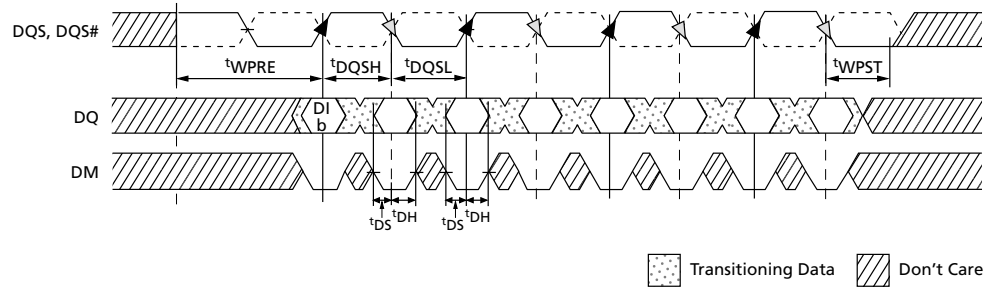 DQS, DQS#
tWPRE
tDQSH
tDQSL
tWPST
DQ
DI
b
DM
tDS
tDH
tDS
tDH
Transitioning Data
Don't Care